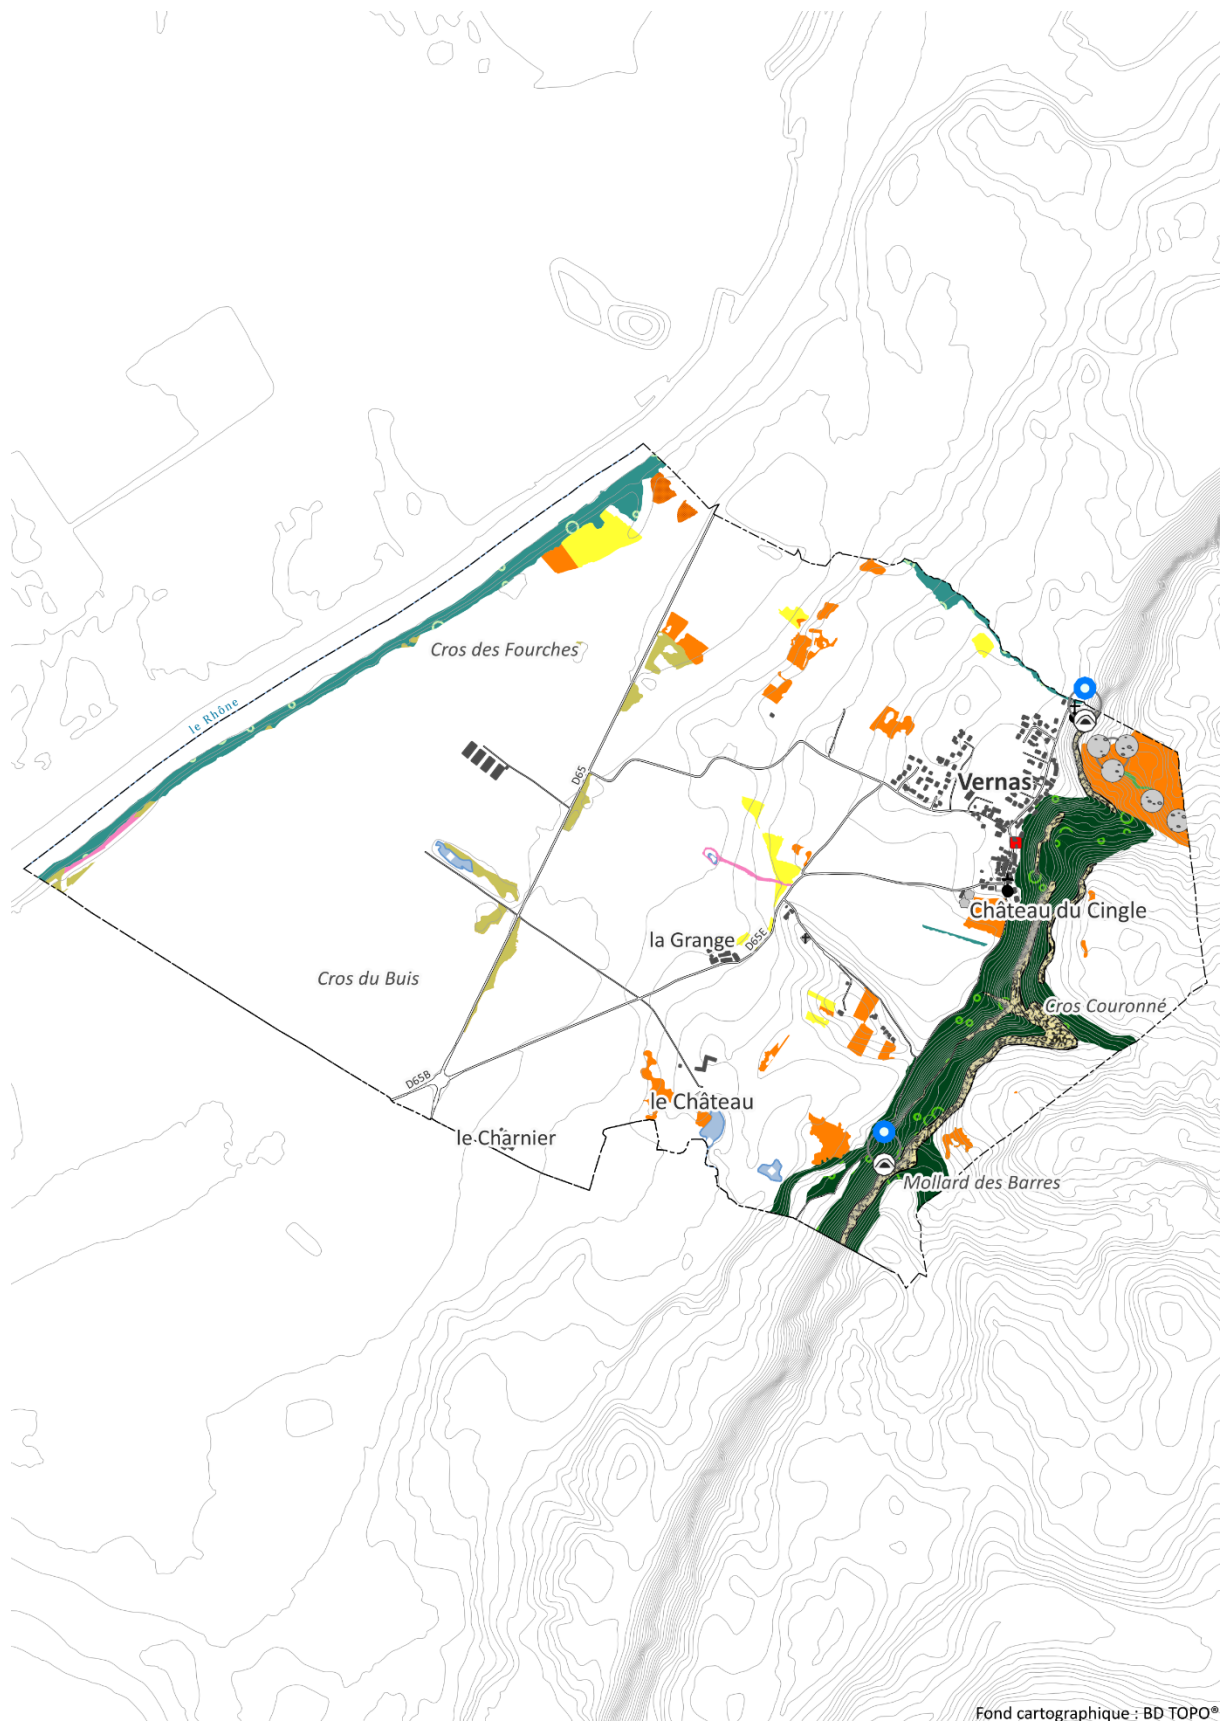 Cros des Fourches
le Rhône
D65
Vernas
Château du Cingle
la Grange
D65E
Cros du Buis
Cros Couronné
D65B
le Château
le Charnier
Mollard des Barres
Fond cartographique : BD TOPO®